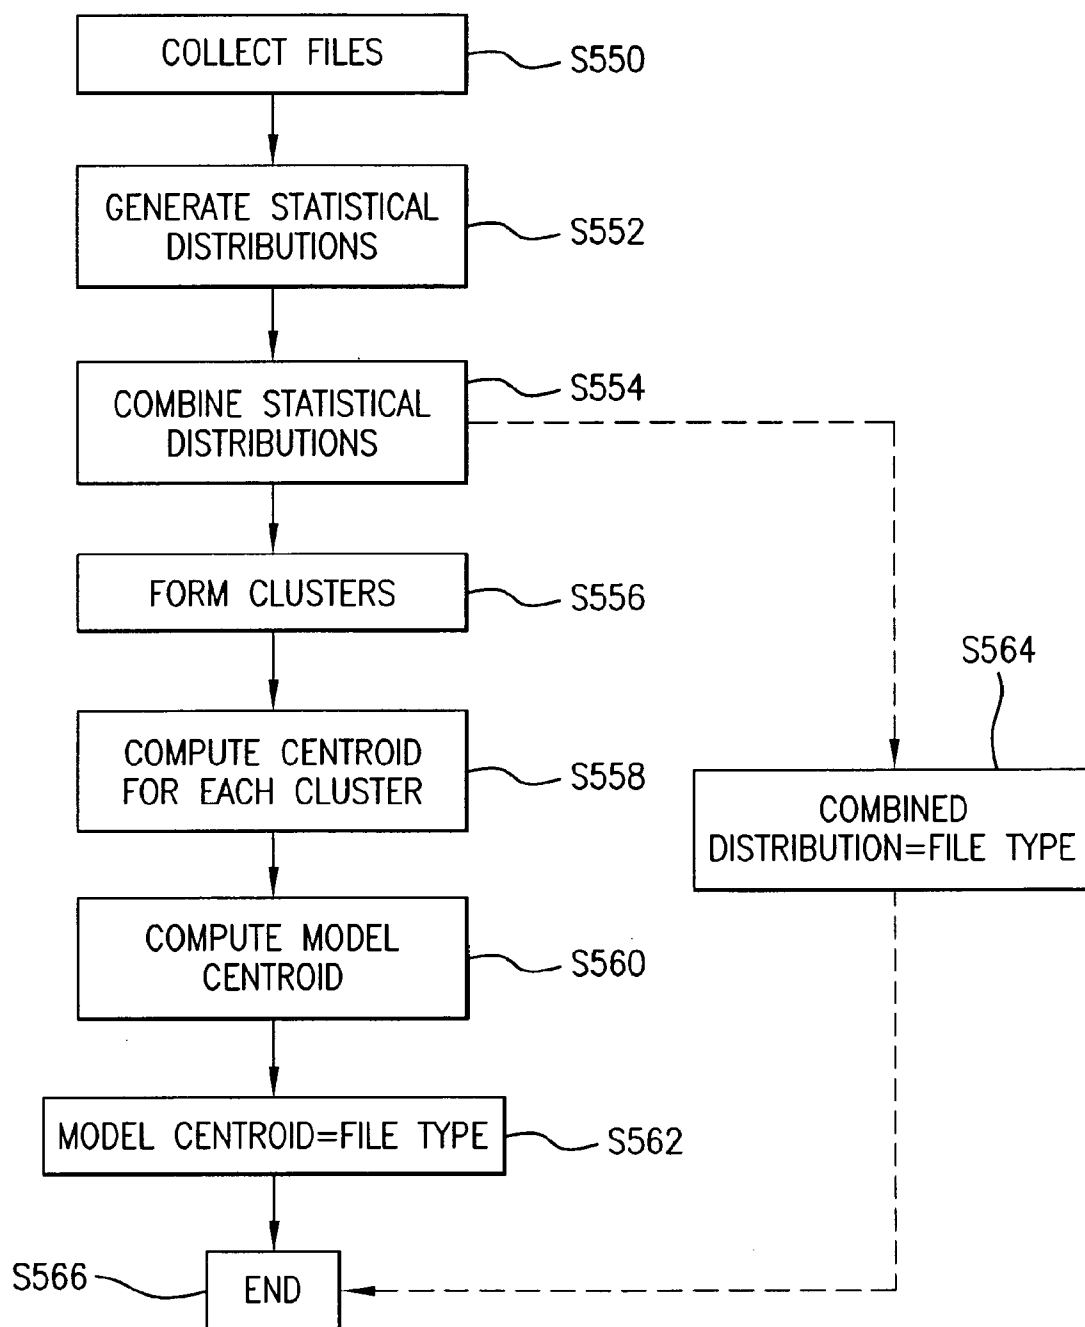 COLLECT FILES
S550
GENERATE STATISTICAL
DISTRIBUTIONS
S552
COMBINE STATISTICAL
DISTRIBUTIONS
S554
FORM CLUSTERS
S556
S564
COMPUTE CENTROID
FOR EACH CLUSTER
S558
COMBINED
DISTRIBUTION=FILE TYPE
COMPUTE MODEL
CENTROID
S560
MODEL CENTROID=FILE TYPE
S562
S566
END